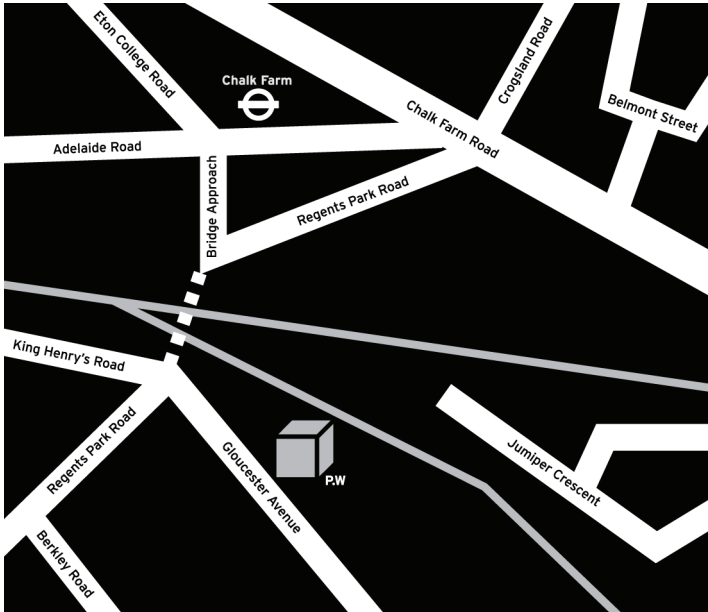 Eton College Road
Chalk Farm
Crogsland Road
Belmont Street
Chalk Farm Road
Adelaide Road
Bridge Approach
Regents Park Road
King Henry's Road
Regents Park Road
Gloucester Avenue
P.W
Jumiper Crescent
Berkley Road